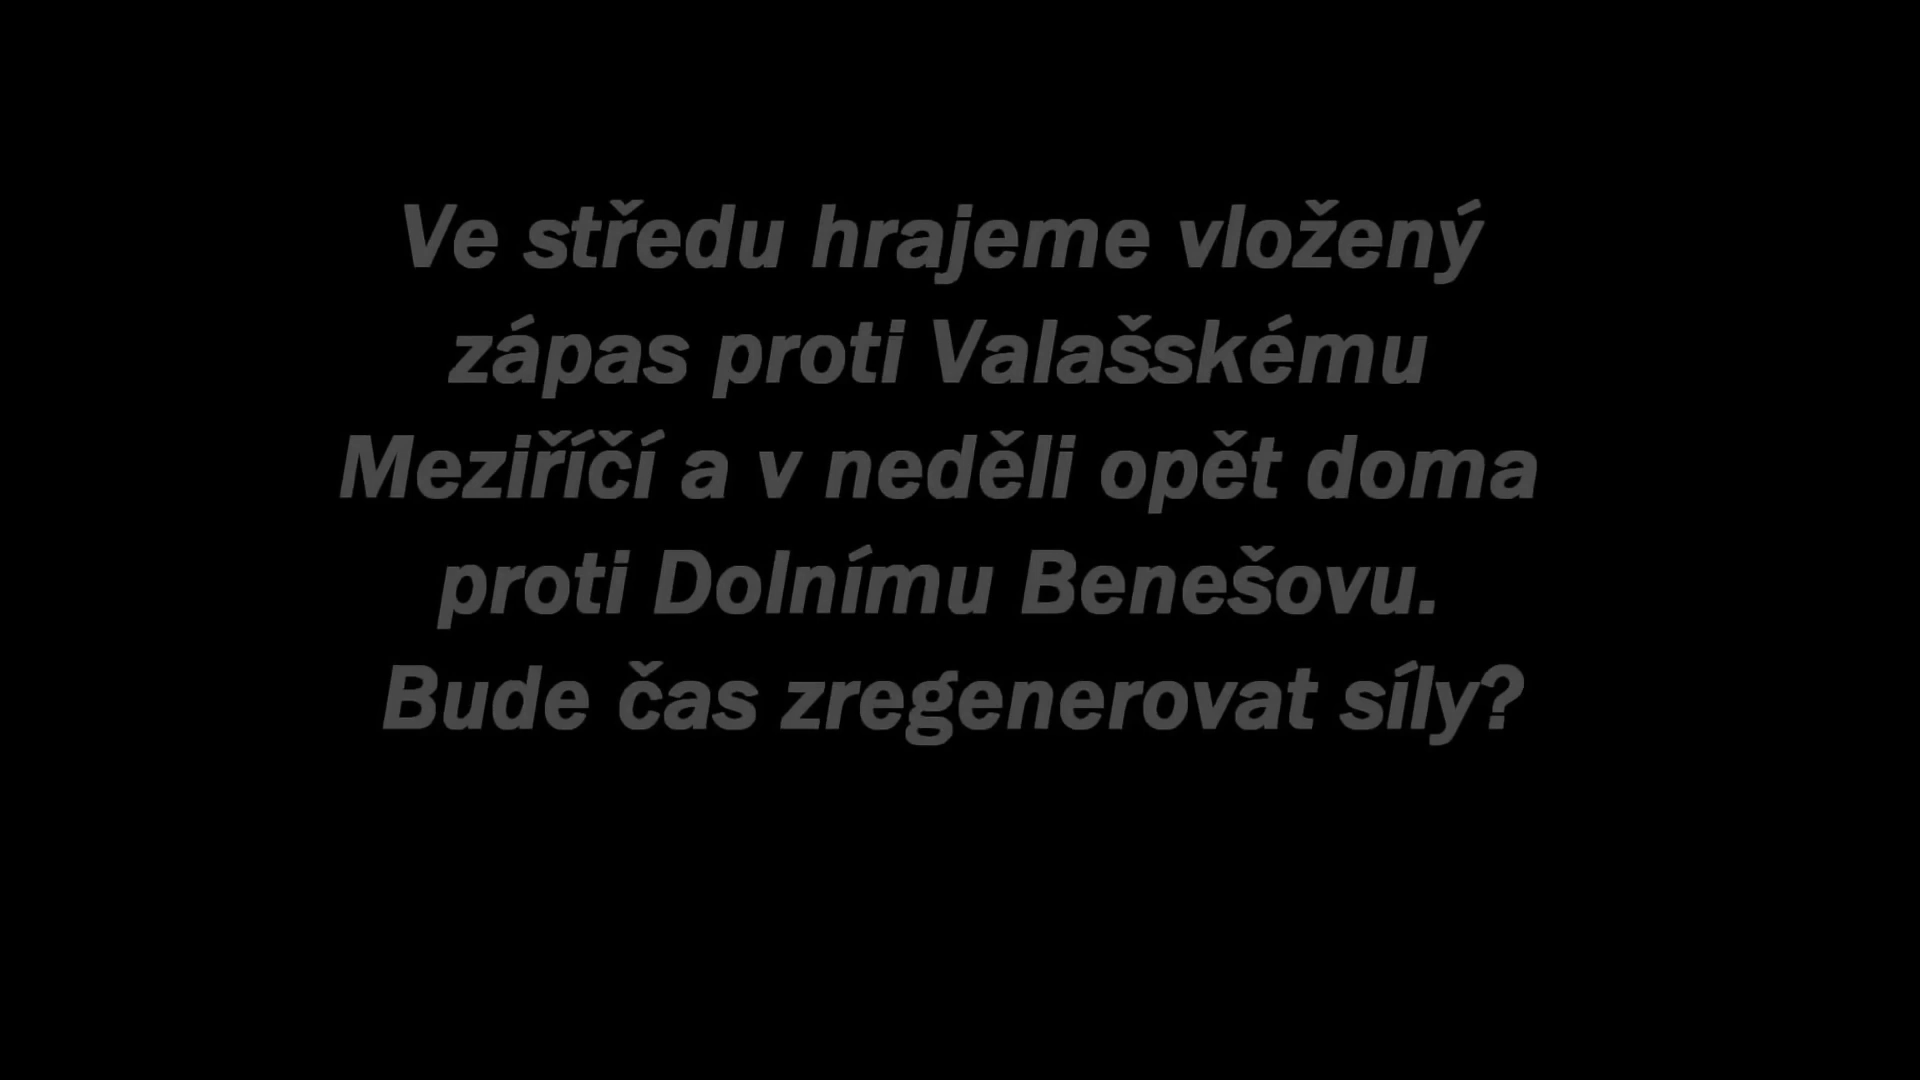 Ve středu hrajeme vložený
zápas proti Valašskému
Meziříčí a v neděli opět doma
proti Dolnímu Benešovu.
Bude čas zregenerovat síly?